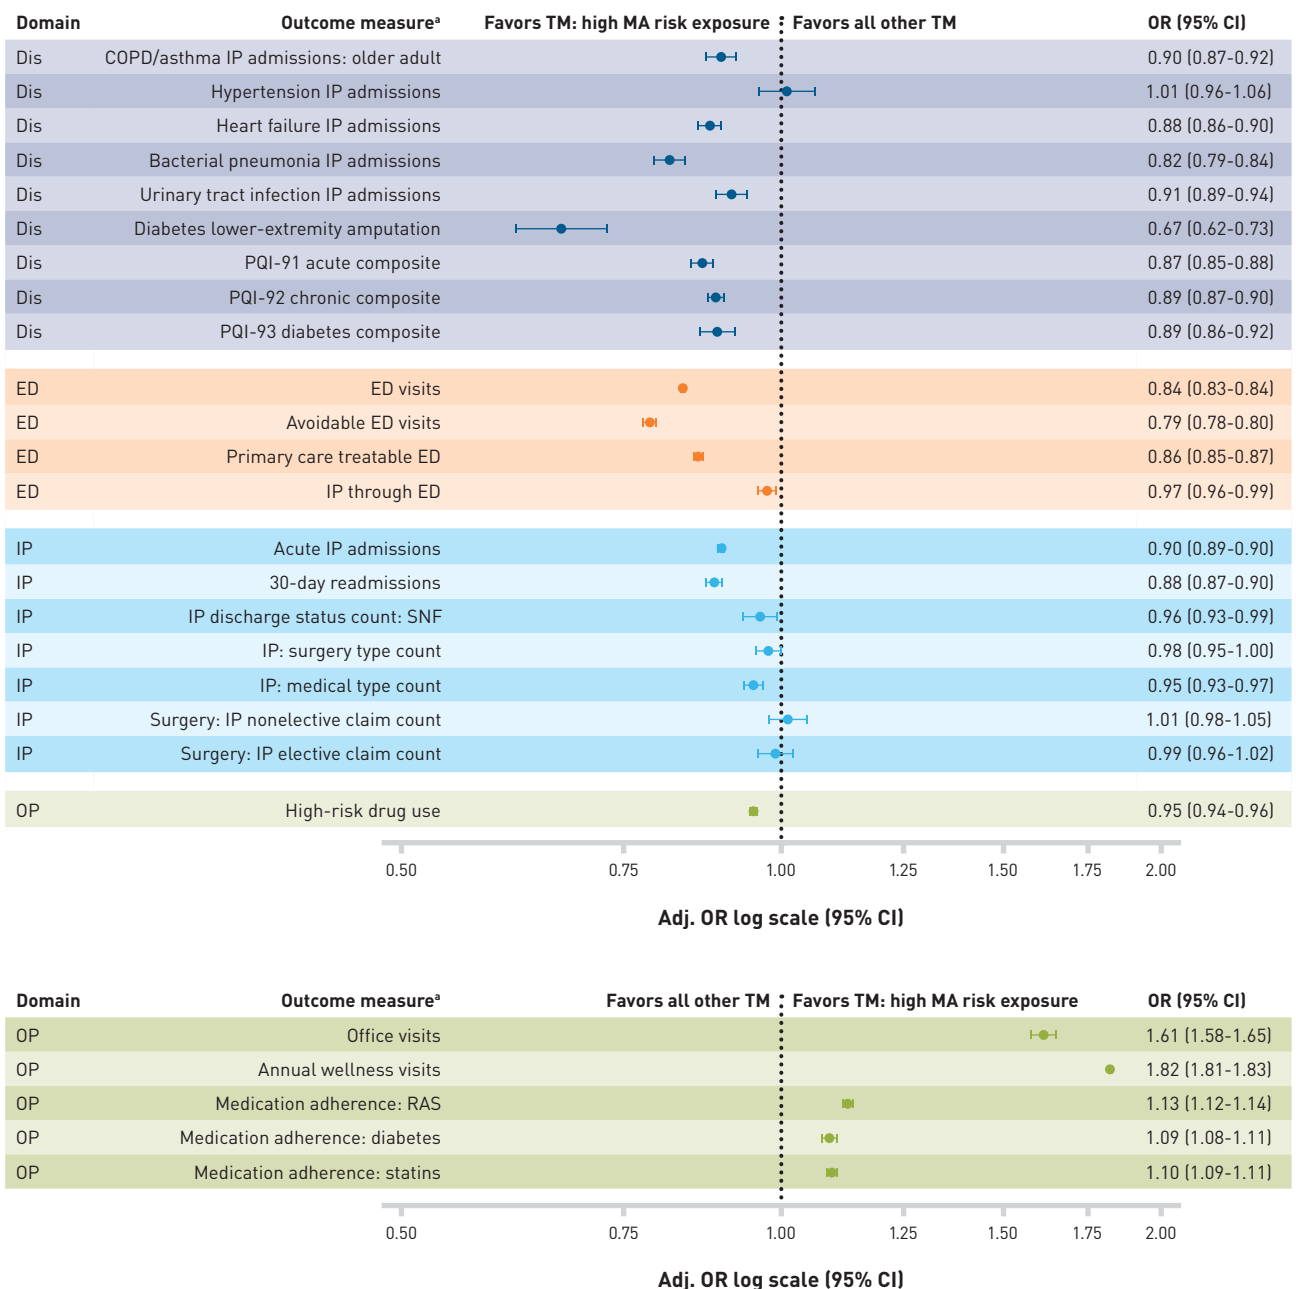 Domain Outcome measureᵃ Favors TM: high MA risk exposure Favors all other TM OR (95% CI)
Dis COPD/asthma IP admissions: older adult 0.90 (0.87-0.92)
Dis Hypertension IP admissions 1.01 (0.96-1.06)
Dis Heart failure IP admissions 0.88 (0.86-0.90)
Dis Bacterial pneumonia IP admissions 0.82 (0.79-0.84)
Dis Urinary tract infection IP admissions 0.91 (0.89-0.94)
Dis Diabetes lower-extremity amputation 0.67 (0.62-0.73)
Dis PQI-91 acute composite 0.87 (0.85-0.88)
Dis PQI-92 chronic composite 0.89 (0.87-0.90)
Dis PQI-93 diabetes composite 0.89 (0.86-0.92)
ED ED visits 0.84 (0.83-0.84)
ED Avoidable ED visits 0.79 (0.78-0.80)
ED Primary care treatable ED 0.86 (0.85-0.87)
ED IP through ED 0.97 (0.96-0.99)
IP Acute IP admissions 0.90 (0.89-0.90)
IP 30-day readmissions 0.88 (0.87-0.90)
IP IP discharge status count: SNF 0.96 (0.93-0.99)
IP IP: surgery type count 0.98 (0.95-1.00)
IP IP: medical type count 0.95 (0.93-0.97)
IP Surgery: IP nonelective claim count 1.01 (0.98-1.05)
IP Surgery: IP elective claim count 0.99 (0.96-1.02)
OP High-risk drug use 0.95 (0.94-0.96)
0.50 0.75 1.00 1.25 1.50 1.75 2.00
Adj. OR log scale (95% CI)
Domain Outcome measureᵃ Favors all other TM Favors TM: high MA risk exposure OR (95% CI)
OP Office visits 1.61 (1.58-1.65)
OP Annual wellness visits 1.82 (1.81-1.83)
OP Medication adherence: RAS 1.13 (1.12-1.14)
OP Medication adherence: diabetes 1.09 (1.08-1.11)
OP Medication adherence: statins 1.10 (1.09-1.11)
0.50 0.75 1.00 1.25 1.50 1.75 2.00
Adj. OR log scale (95% CI)